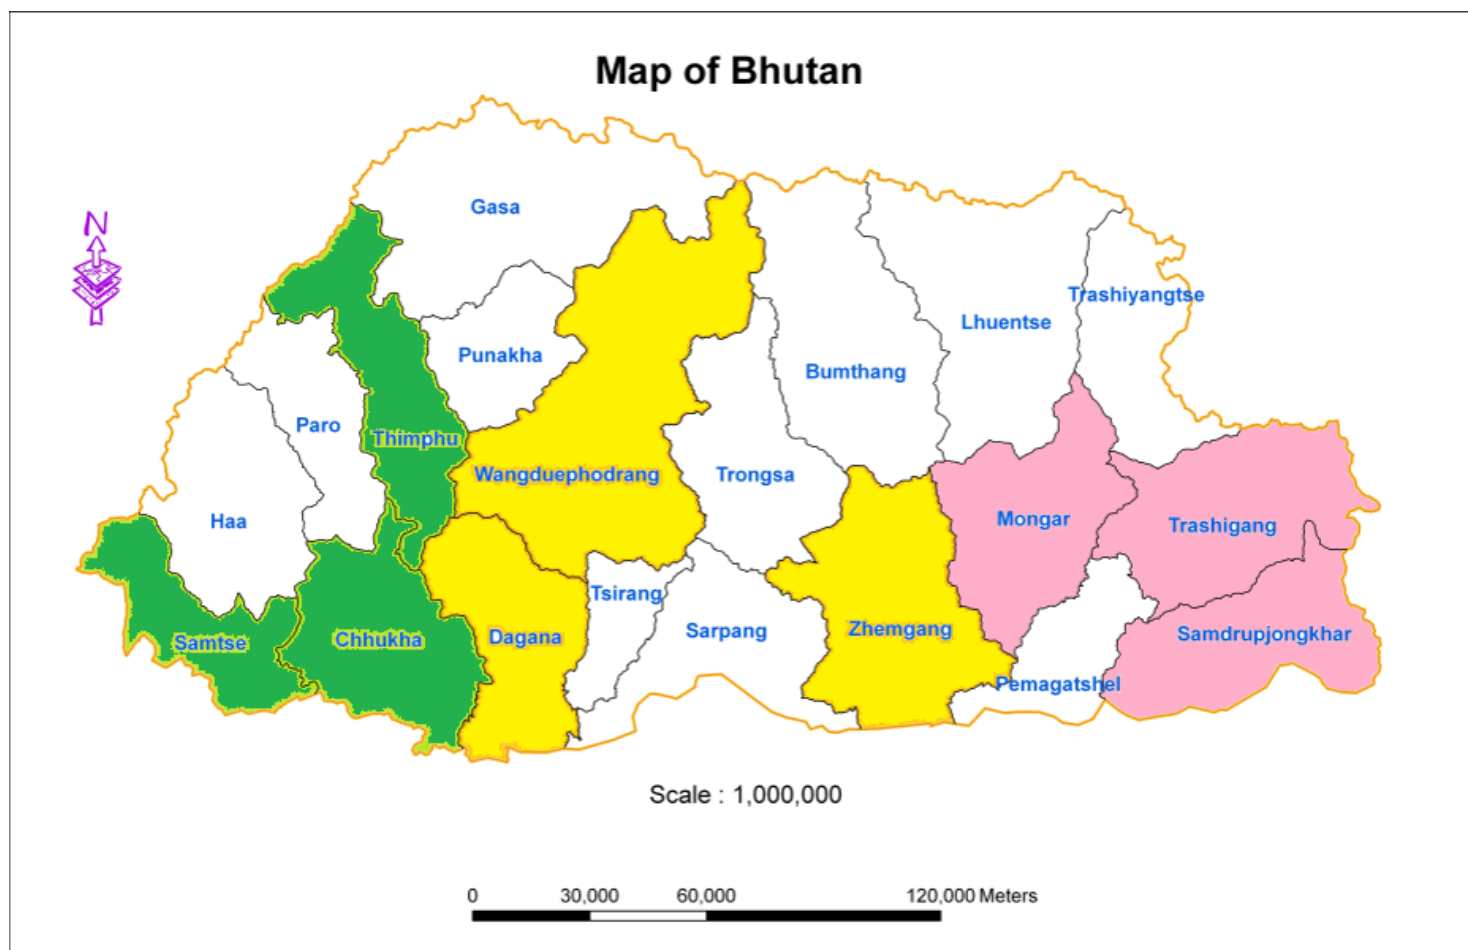 Map of Bhutan
N
Gasa
Trashiyangtse
Lhuentse
Punakha
Bumthang
Paro
Thimphu
Wangduephodrang
Trongsa
Haa
Mongar
Trashigang
Tsirang
Samtse
Chhukha
Dagana
Sarpang
Zhemgang
Samdrupjongkhar
Pemagatshel
Scale : 1,000,000
0 30,000 60,000 120,000 Meters